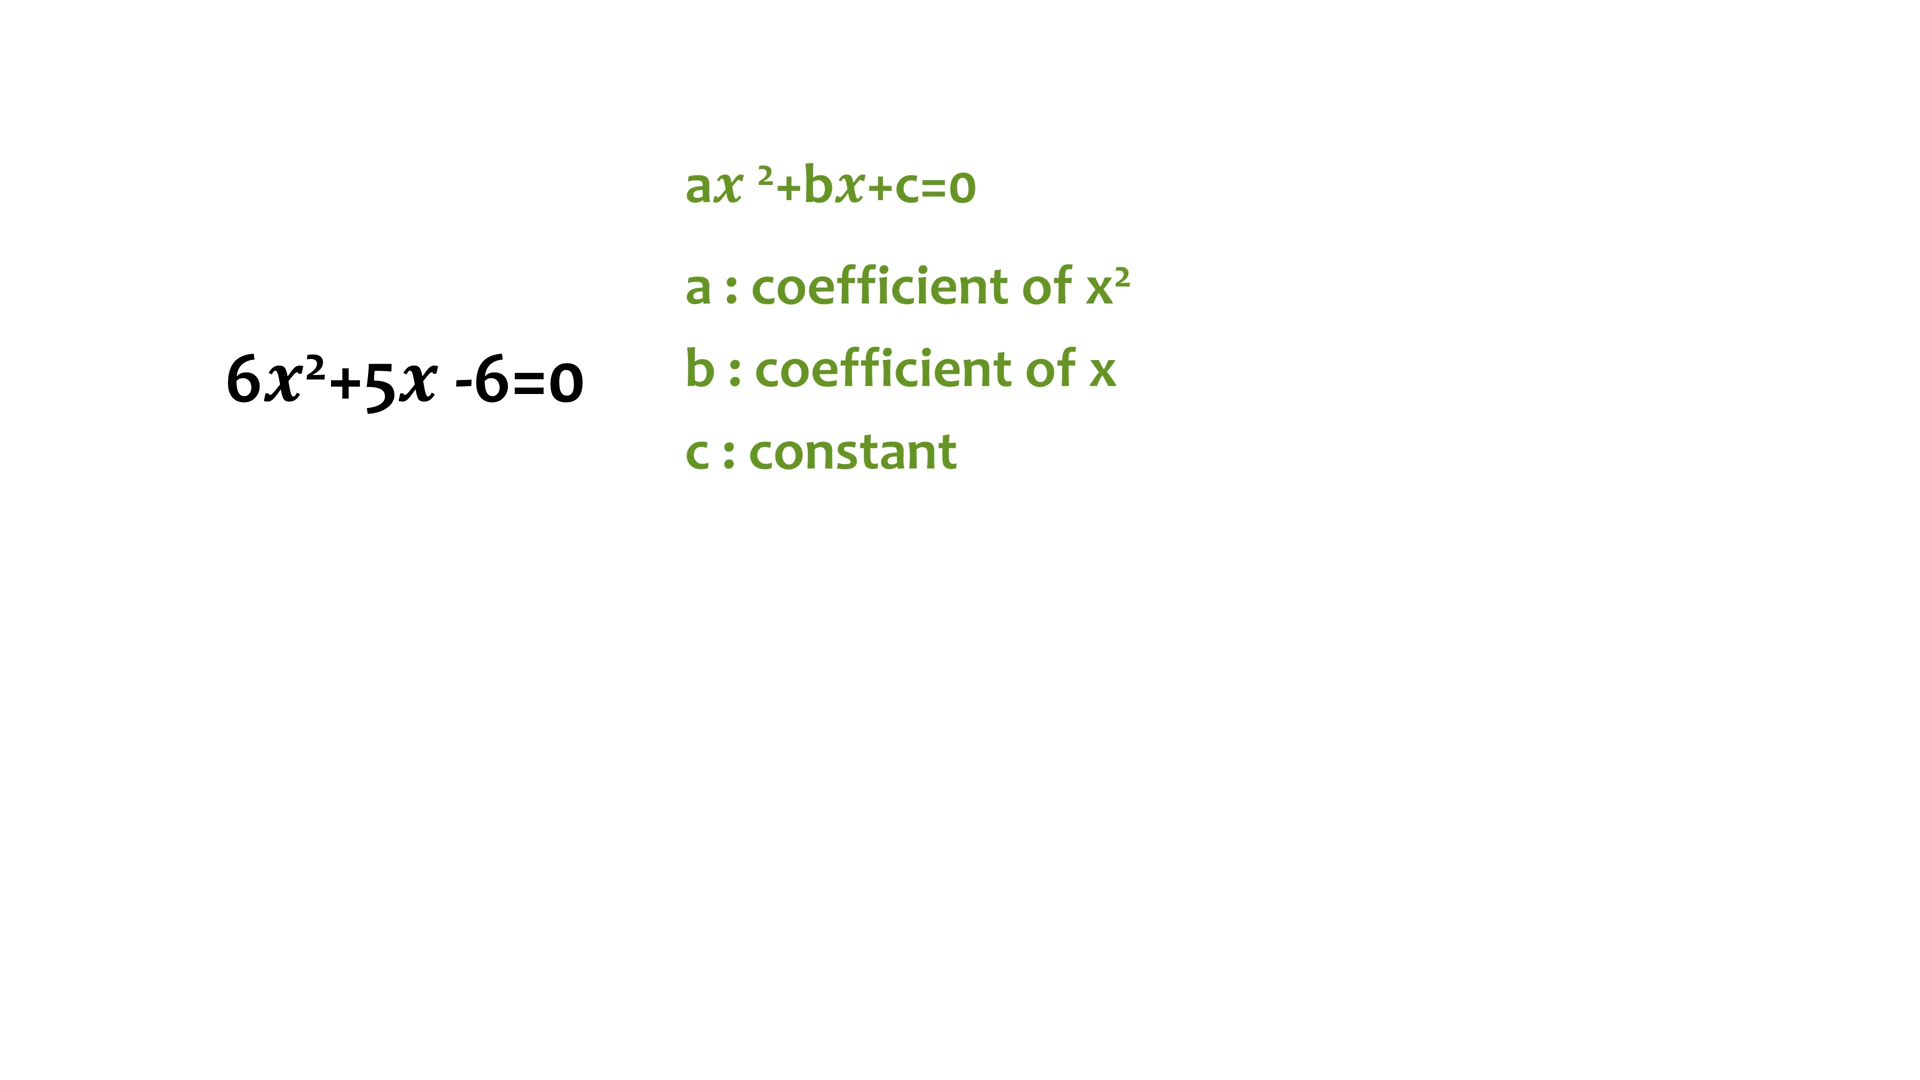 ax ²+bx+c=0
a : coefficient of x²
b : coefficient of x
6x²+5x -6=0
c : constant